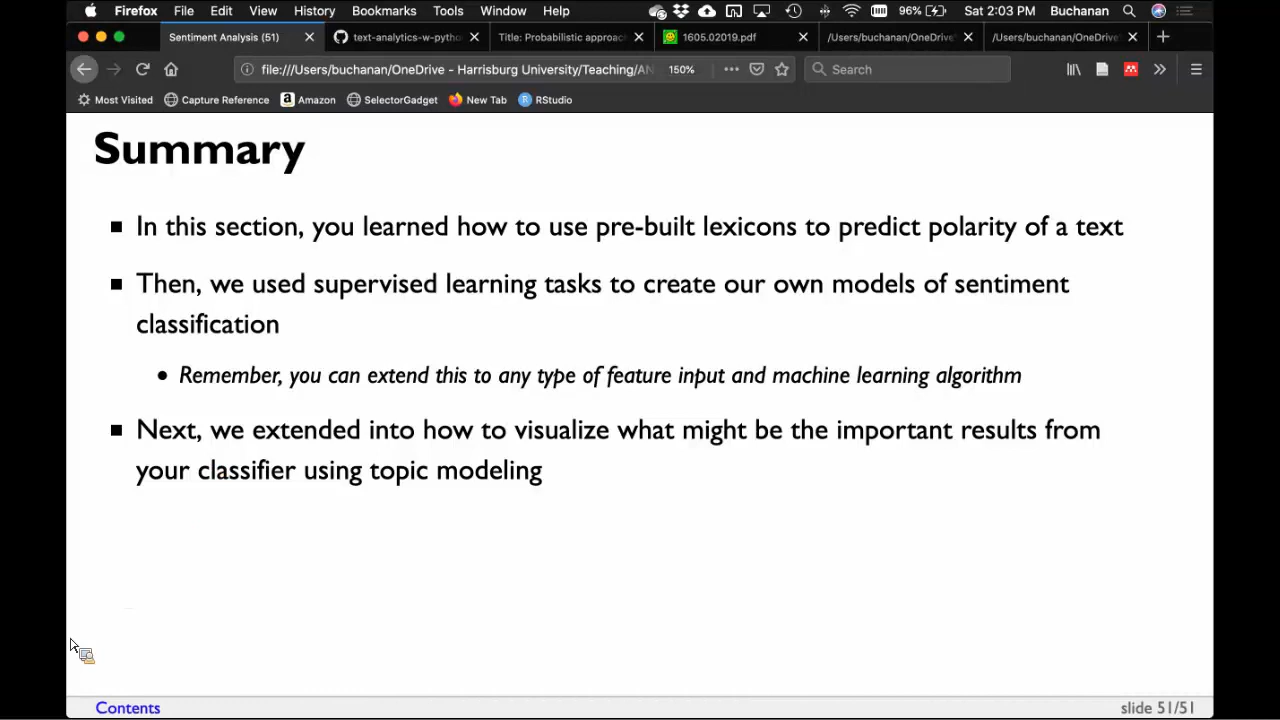 Firefox File Edit View History Bookmarks Tools Window Help 96% Sat 2:03 PM Buchanan
Sentiment Analysis (51) text-analytics-w-pytho Title: Probabilistic approac 1605.02019.pdf /Users/buchanan/OneDrive /Users/buchanan/OneDrive
file:///Users/buchanan/OneDrive - Harrisburg University/Teaching/AN 150% Search
Most Visited Capture Reference Amazon SelectorGadget New Tab RStudio
Summary
In this section, you learned how to use pre-built lexicons to predict polarity of a text
Then, we used supervised learning tasks to create our own models of sentiment
classification
Remember, you can extend this to any type of feature input and machine learning algorithm
Next, we extended into how to visualize what might be the important results from
your classifier using topic modeling
Contents slide 51/51